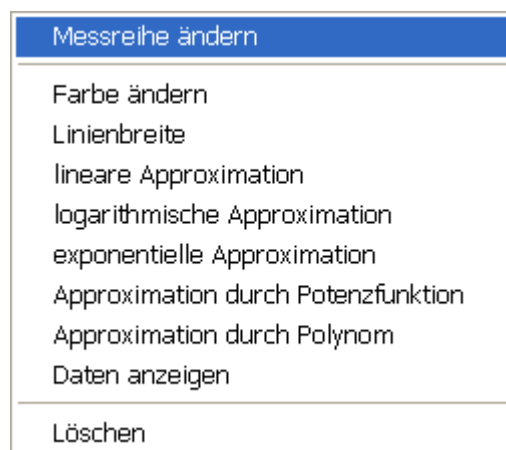 Messreihe ändern
Farbe ändern
Linienbreite
lineare Approximation
logarithmische Approximation
exponentielle Approximation
Approximation durch Potenzfunktion
Approximation durch Polynom
Daten anzeigen
Löschen